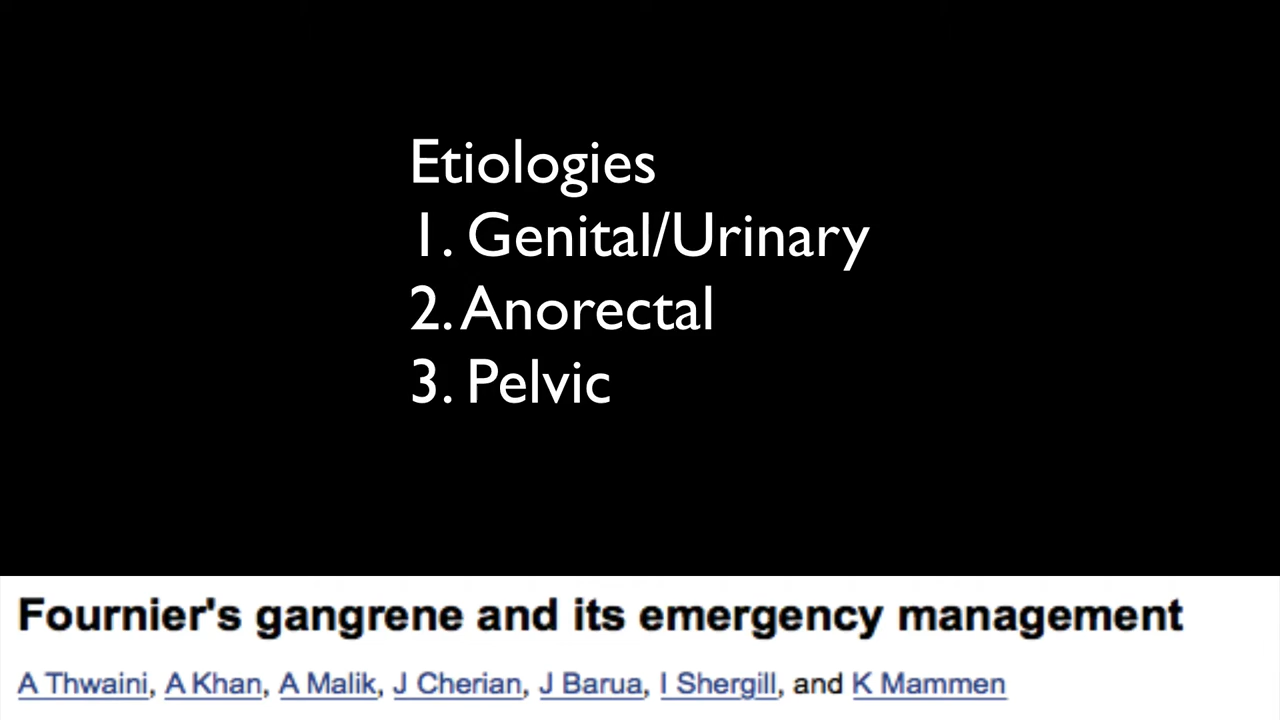 Etiologies
1. Genital/Urinary
2. Anorectal
3. Pelvic
Fournier's gangrene and its emergency management
A Thwaini, A Khan, A Malik, J Cherian, J Barua, I Shergill, and K Mammen